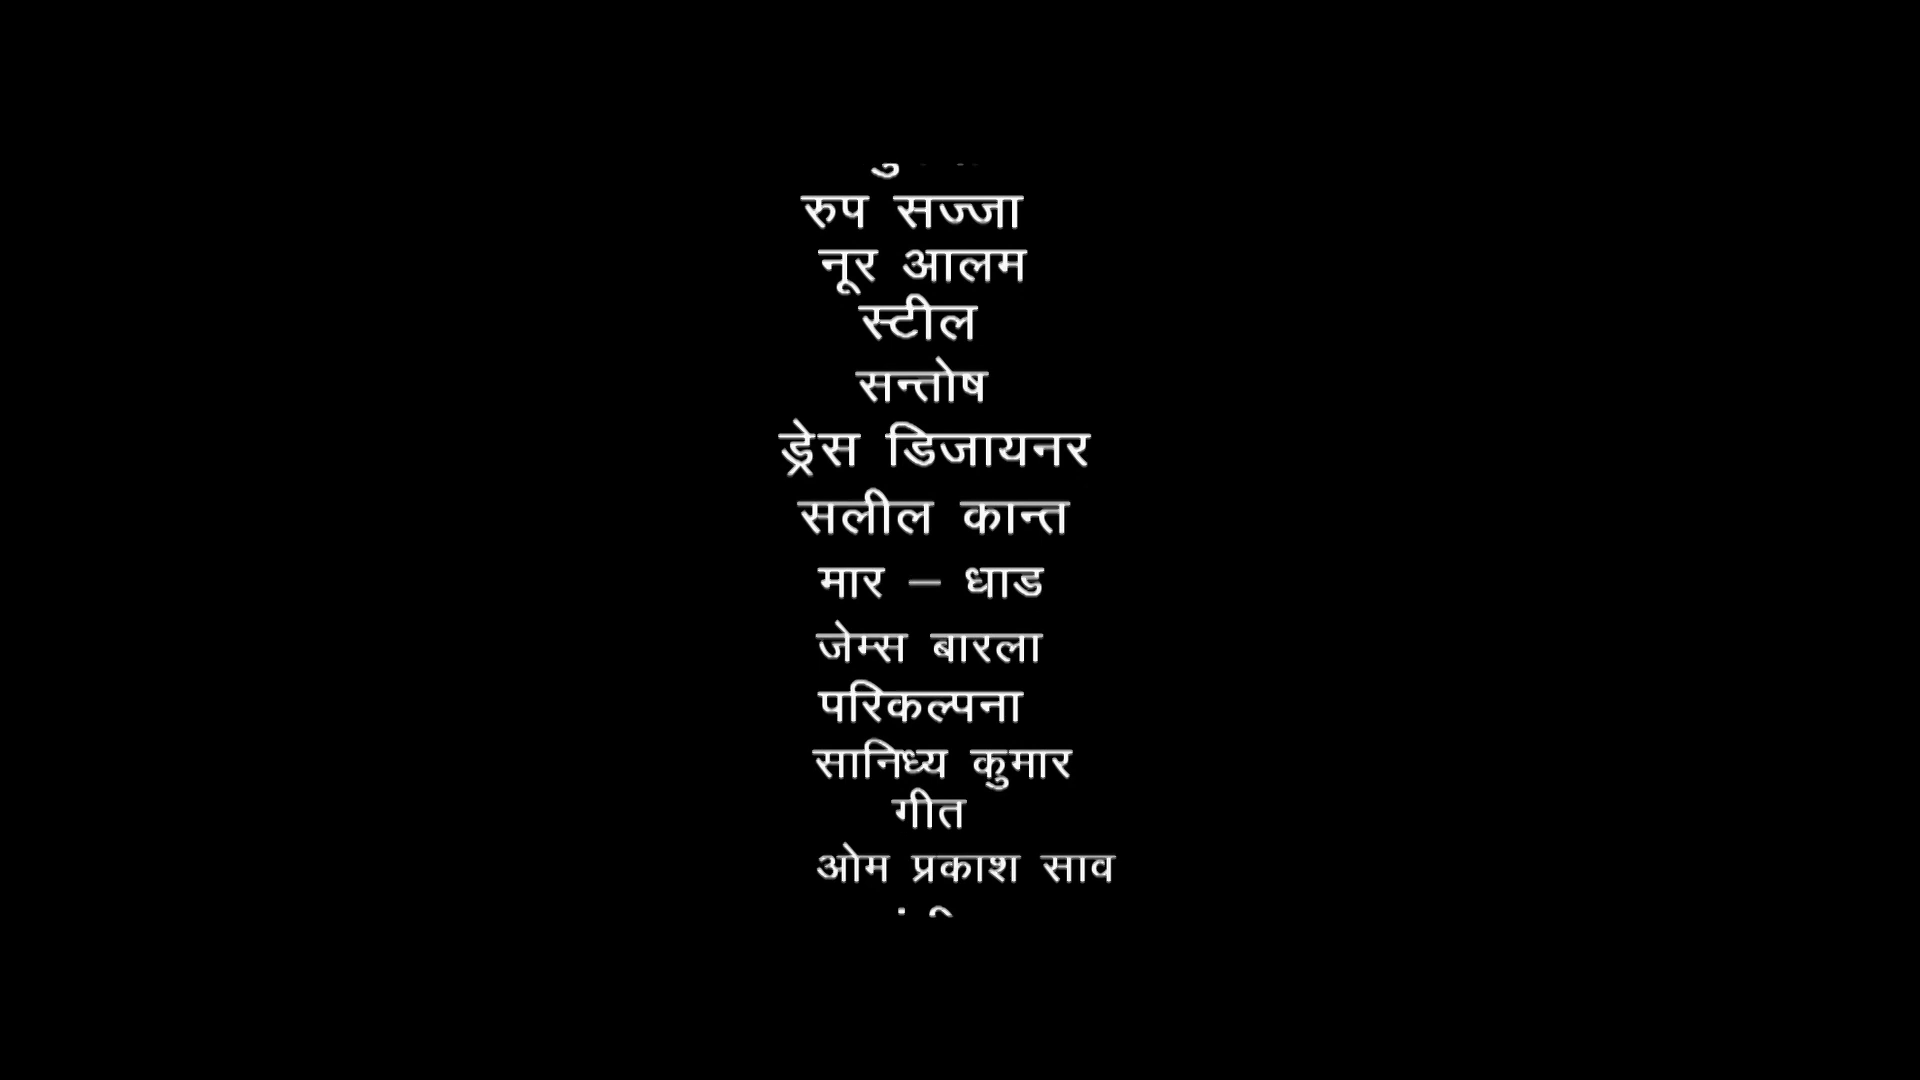 रुप सज्जा
नूर आलम
स्टील
सन्तोष
ड्रेस डिजायनर
सलील कान्त
मार – धाड
जेम्स बारला
परिकल्पना
सानिध्य कुमार
गीत
ओम प्रकाश साव